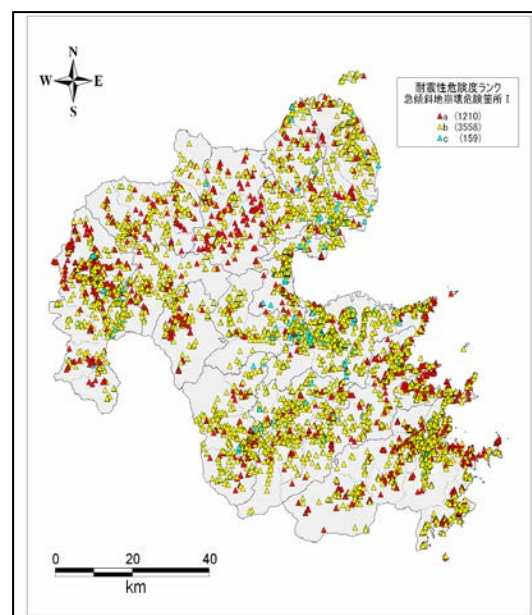 N
W E
S
耐震性危険度ランク
急傾斜地崩壊危険箇所 I
a (1210)
b (3558)
c (159)
0 20 40
km